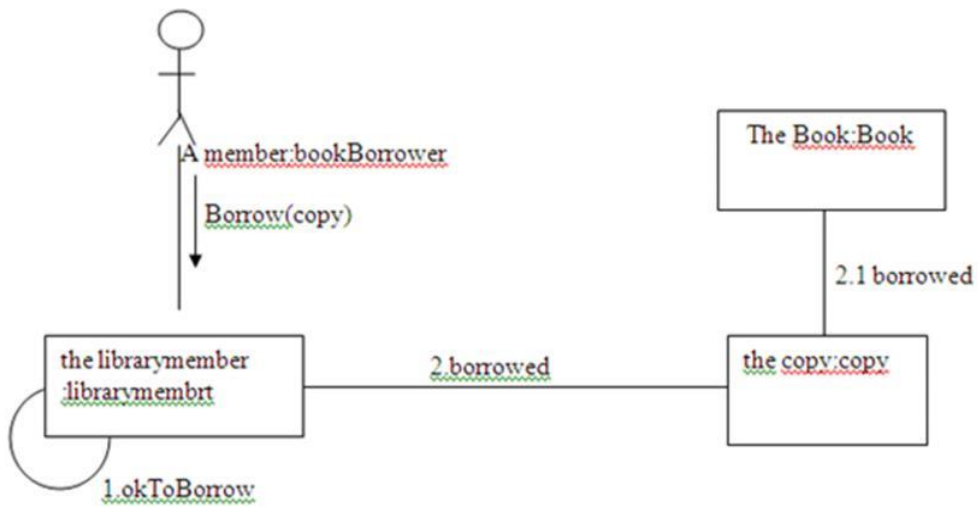 A member:bookBorrower
Borrow(copy)
The Book:Book
2.1 borrowed
the librarymember
:librarymembrt
2.borrowed
the copy:copy
1.okToBorrow